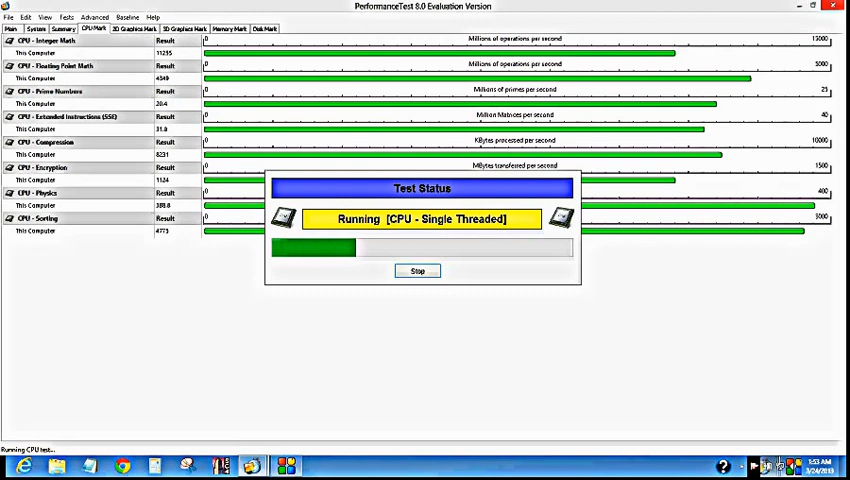 PerformanceTest 8.0 Evaluation Version
File Edit View Tests Advanced Baseline Help
Main System Summary CPU Mark 2D Graphics Mark 3D Graphics Mark Memory Mark Disk Mark
CPU - Integer Math Result 0 Millions of operations per second 15000
This Computer 11255
CPU - Floating Point Math Result 0 Millions of operations per second 5000
This Computer 4349
CPU - Prime Numbers Result 0 Millions of primes per second 25
This Computer 20.4
CPU - Extended Instructions (SSE) Result 0 Million Matrices per second 40
This Computer 31.8
CPU - Compression Result 0 KBytes processed per second 10000
This Computer 8231
CPU - Encryption Result 0 MBytes transferred per second 1500
This Computer 1124
CPU - Physics Result 0 400
This Computer 388.8
CPU - Sorting Result 0 5000
This Computer 4773
Test Status
Running [CPU - Single Threaded]
Stop
Running CPU test...
1:53 AM
3/24/2013